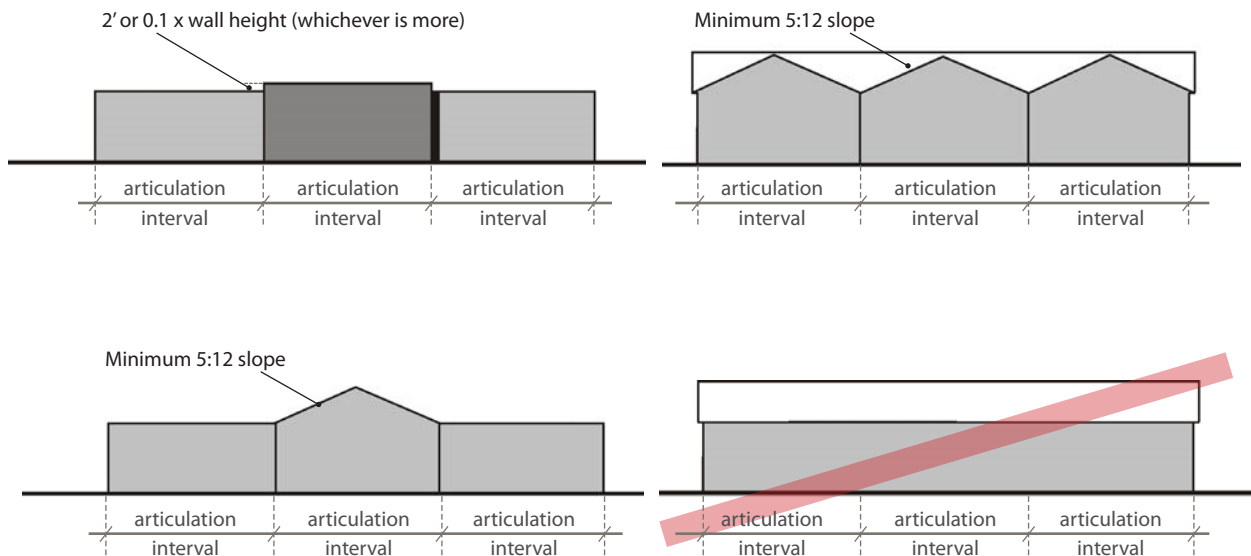 2’ or 0.1 x wall height (whichever is more)
articulation articulation articulation
interval interval interval
Minimum 5:12 slope
articulation articulation articulation
interval interval interval
Minimum 5:12 slope
articulation articulation articulation
interval interval interval
articulation articulation articulation
interval interval interval